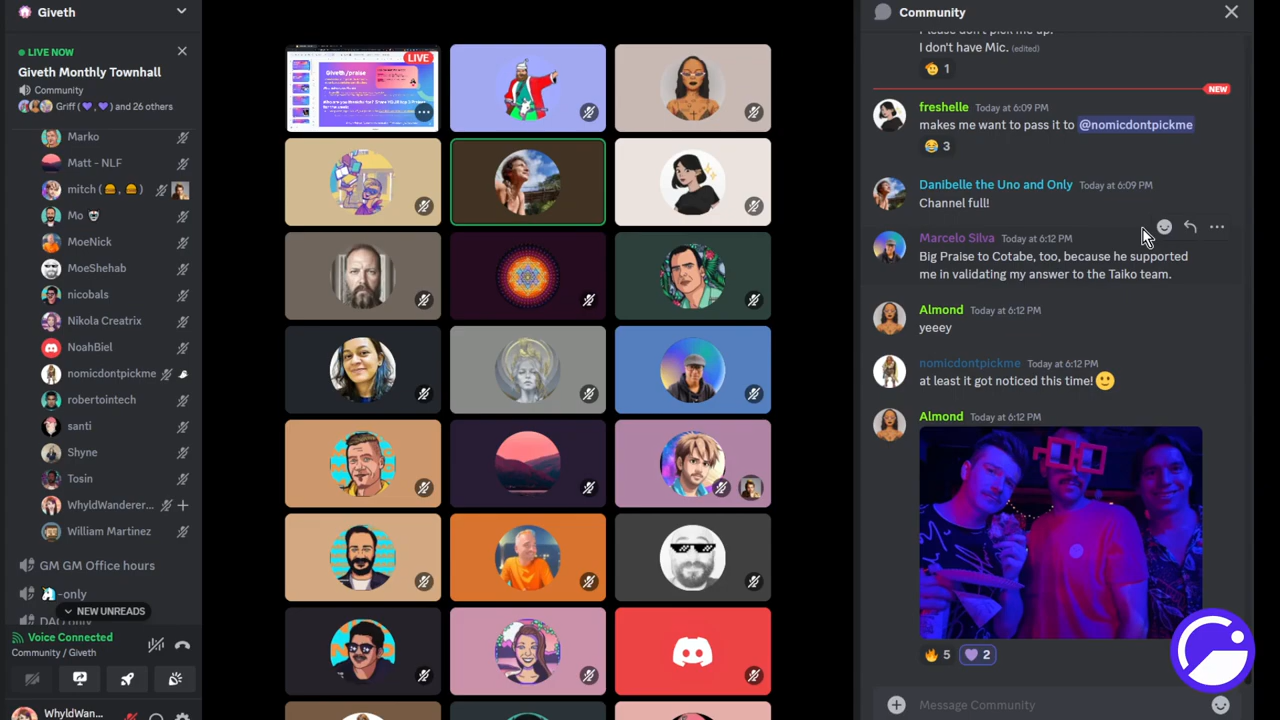 Giveth
LIVE NOW
Giveth Monthly Townhall
Community
Griff ( 💜 ) and 26 others
Marko
Matt - NLF
mitch (🍔, 🍔)
Mo
MoeNick
MoeShehab
nicobals
Nikola Creatrix
NoahBiel
nomicdontpickme
robertointech
santi
Shyne
Tosin
WhyldWanderer...
William Martinez
GM GM Office hours
🦄-only
NEW UNREADS
Voice Connected
Community / Giveth
WhyldWan...
LIVE
Giveth /praise
Community
I don't have Mic. (edited)
🫡 1
NEW
freshelle Today at 6:09 PM
makes me want to pass it to @nomicdontpickme
😂 3
Danibelle the Uno and Only Today at 6:09 PM
Channel full!
Marcelo Silva Today at 6:12 PM
Big Praise to Cotabe, too, because he supported
me in validating my answer to the Taiko team.
Almond Today at 6:12 PM
yeeey
nomicdontpickme Today at 6:12 PM
at least it got noticed this time! 🙂
Almond Today at 6:12 PM
🔥 5 💜 2
Message Community